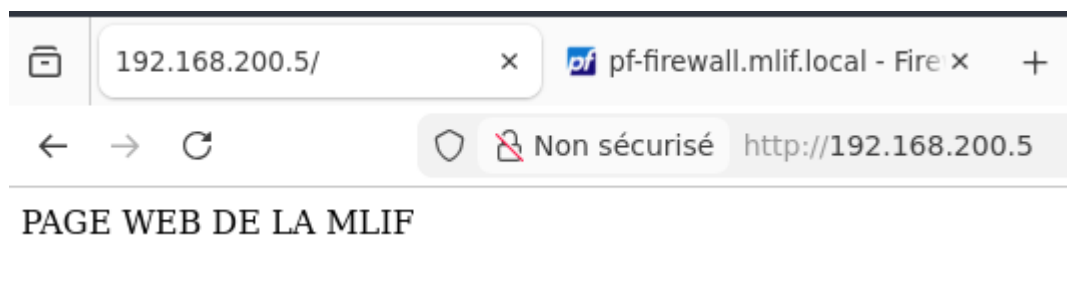 192.168.200.5/
pf pf-firewall.mlif.local - Fire
Non sécurisé http://192.168.200.5
PAGE WEB DE LA MLIF